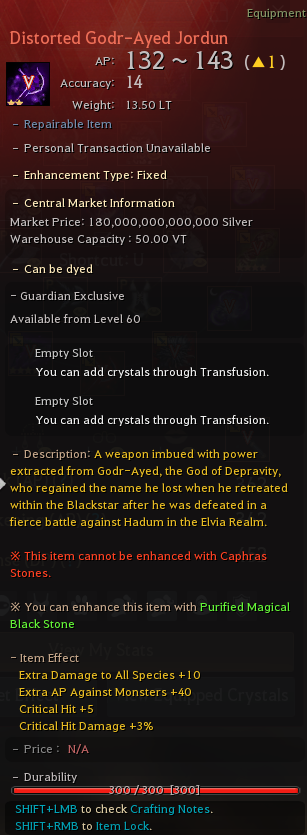 Equipment
Distorted Godr-Ayed Jordun
AP: 132 ~ 143 (▲1)
Accuracy: 14
Weight: 13.50 LT
V
- Repairable Item
- Personal Transaction Unavailable
- Enhancement Type: Fixed
- Central Market Information
Market Price: 180,000,000,000,000 Silver
Warehouse Capacity : 50.00 VT
- Can be dyed
- Guardian Exclusive
Available from Level 60
Empty Slot
You can add crystals through Transfusion.
Empty Slot
You can add crystals through Transfusion.
- Description: A weapon imbued with power
extracted from Godr-Ayed, the God of Depravity,
who regained the name he lost when he retreated
within the Blackstar after he was defeated in a
fierce battle against Hadum in the Elvia Realm.
※ This item cannot be enhanced with Caphras
Stones.
※ You can enhance this item with Purified Magical
Black Stone
View My Stats
- Item Effect
Extra Damage to All Species +10
Extra AP Against Monsters +40
Crystals
Critical Hit +5
Critical Hit Damage +3%
- Price : N/A
- Durability
300 / 300 [300]
SHIFT+LMB to check Crafting Notes.
SHIFT+RMB to Item Lock.